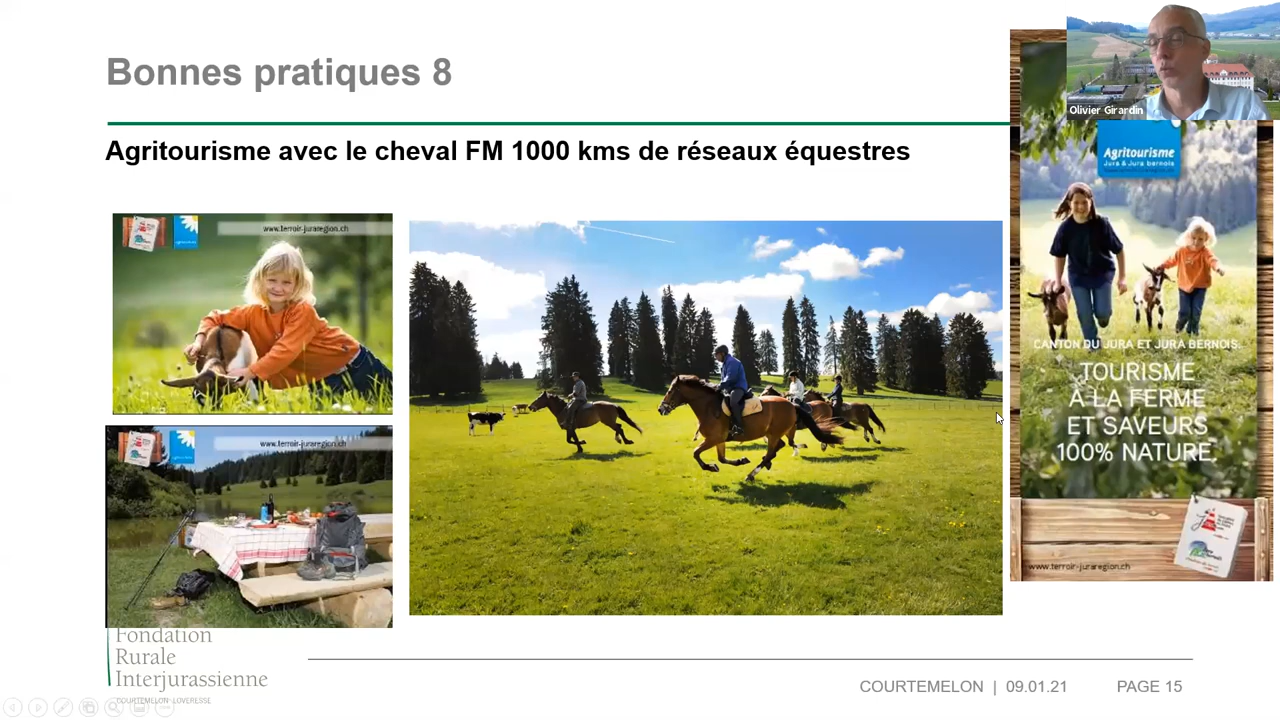 Bonnes pratiques 8
Olivier Girardin
Agritourisme avec le cheval FM 1000 kms de réseaux équestres
www.terroir-juraregion.ch
www.terroir-juraregion.ch
Agritourisme
Jura & Jura bernois
CANTON DU JURA ET JURA BERNOIS.
TOURISME
À LA FERME
ET SAVEURS
100% NATURE.
www.terroir-juraregion.ch
Fondation
Rurale
Interjurassienne
COURTEMELON LOVERESSE
COURTEMELON | 09.01.21 PAGE 15